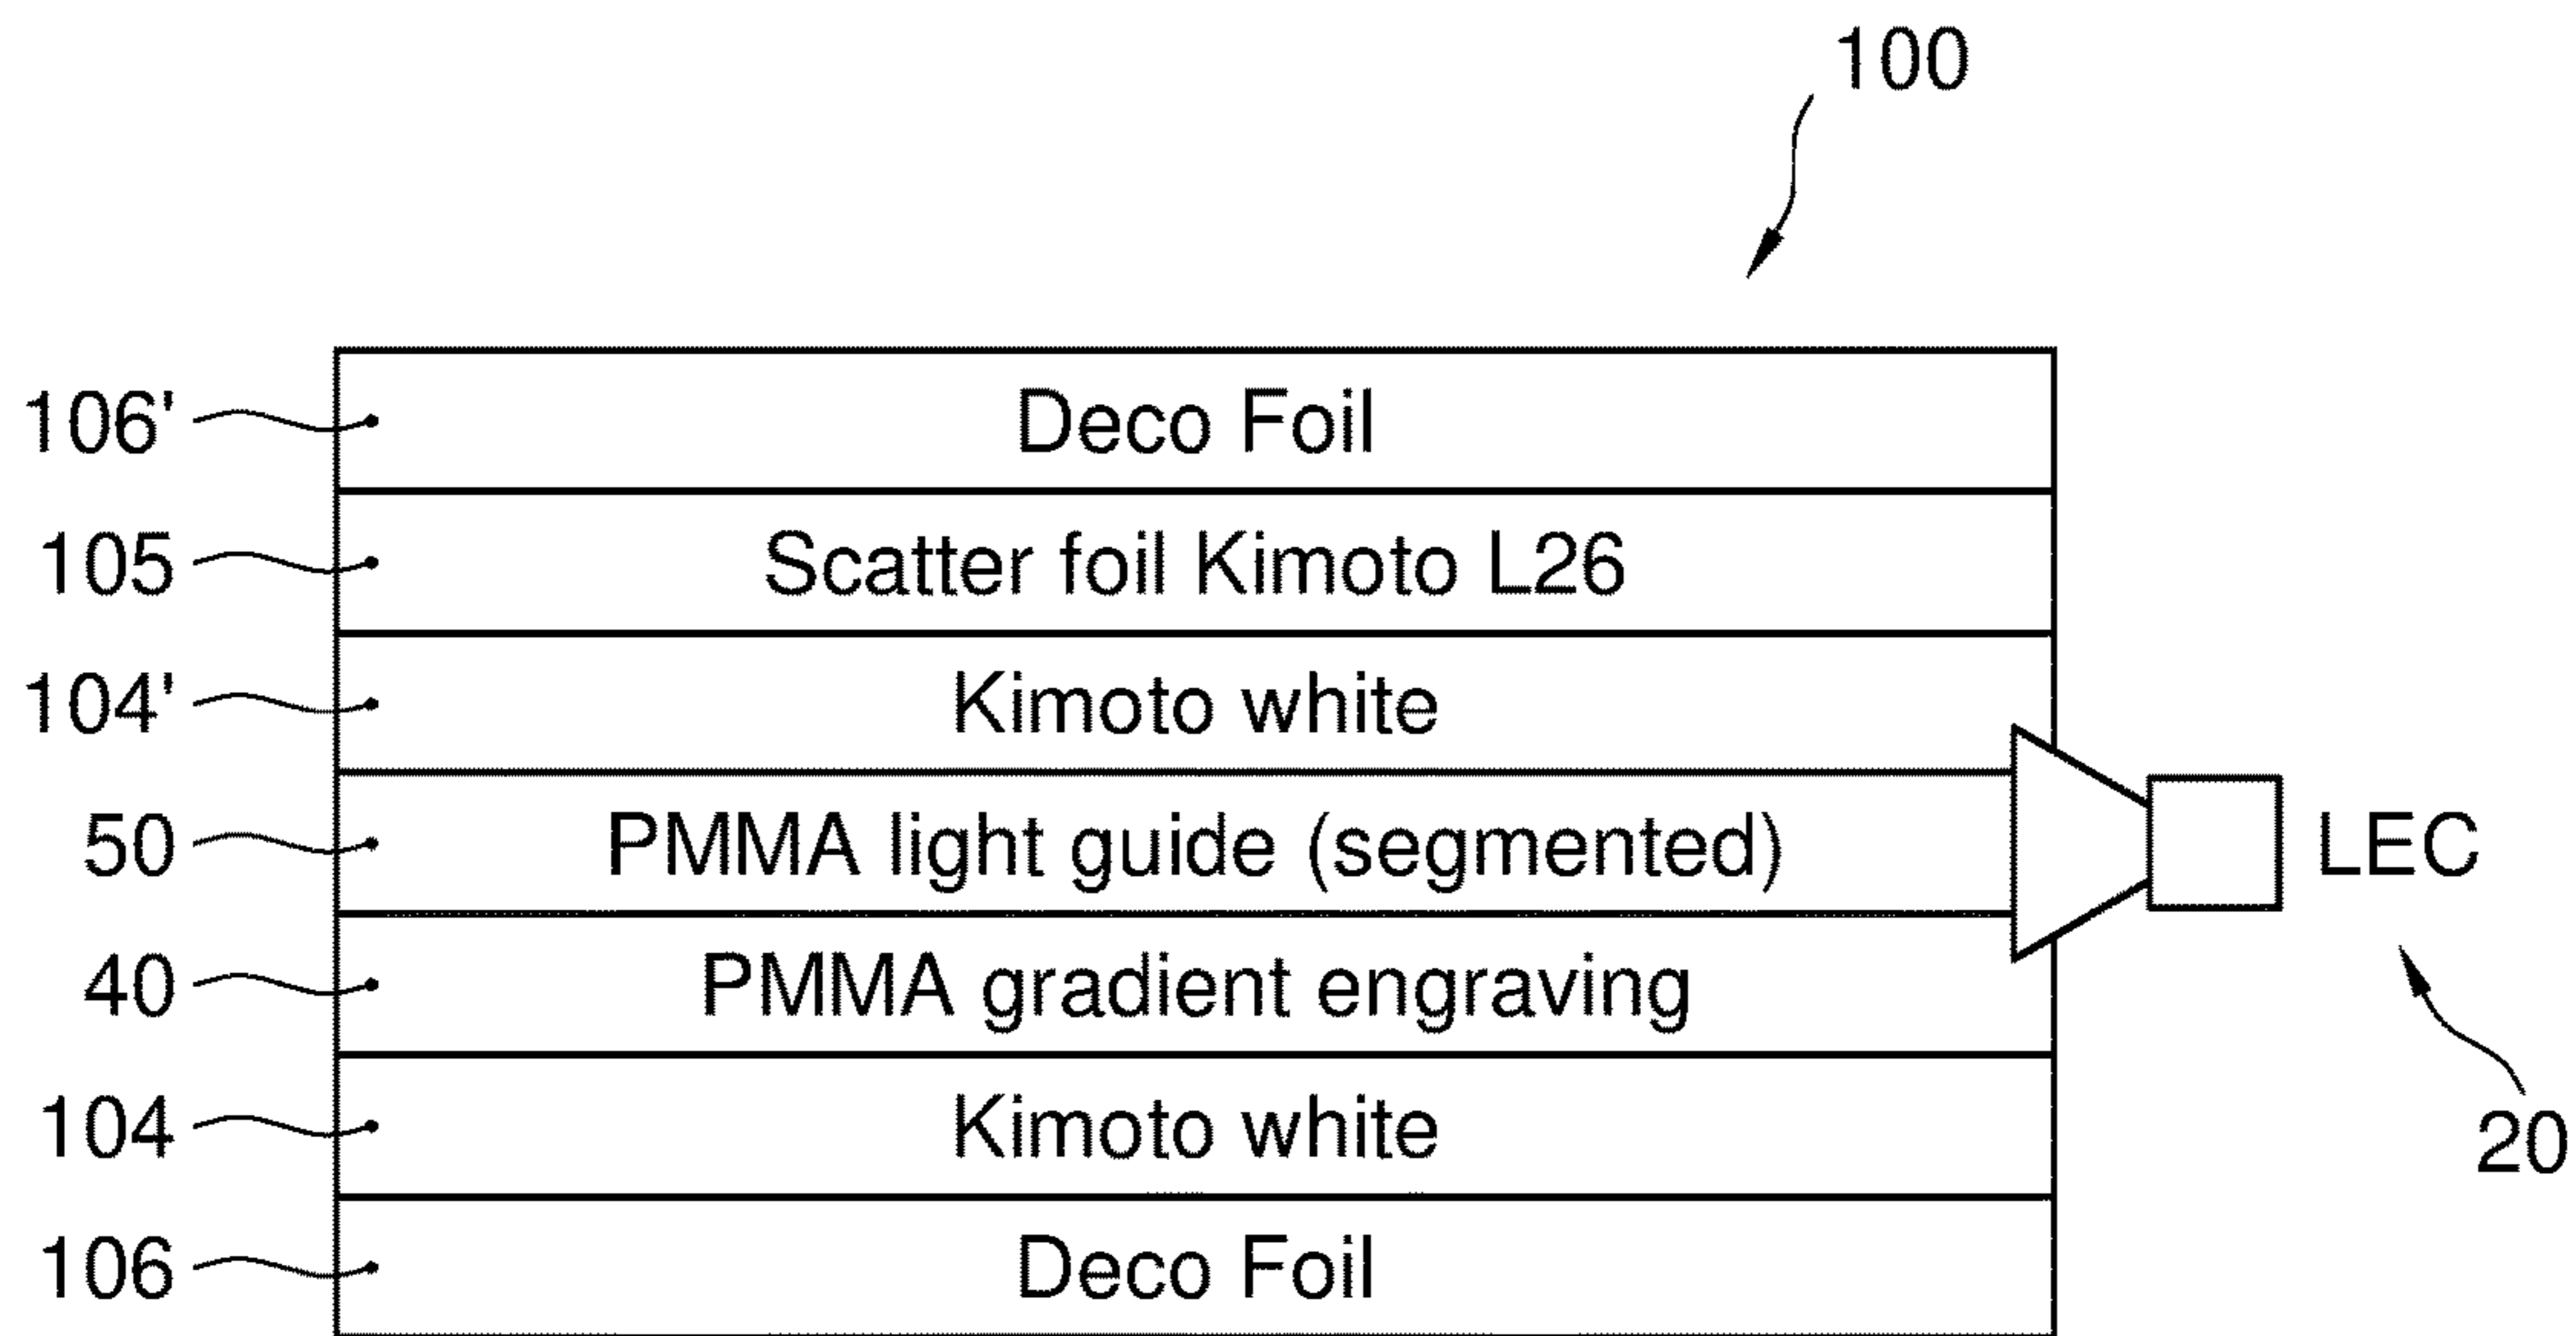 100
106' Deco Foil
105 Scatter foil Kimoto L26
104' Kimoto white
50 PMMA light guide (segmented) LEC
40 PMMA gradient engraving
104 Kimoto white 20
106 Deco Foil